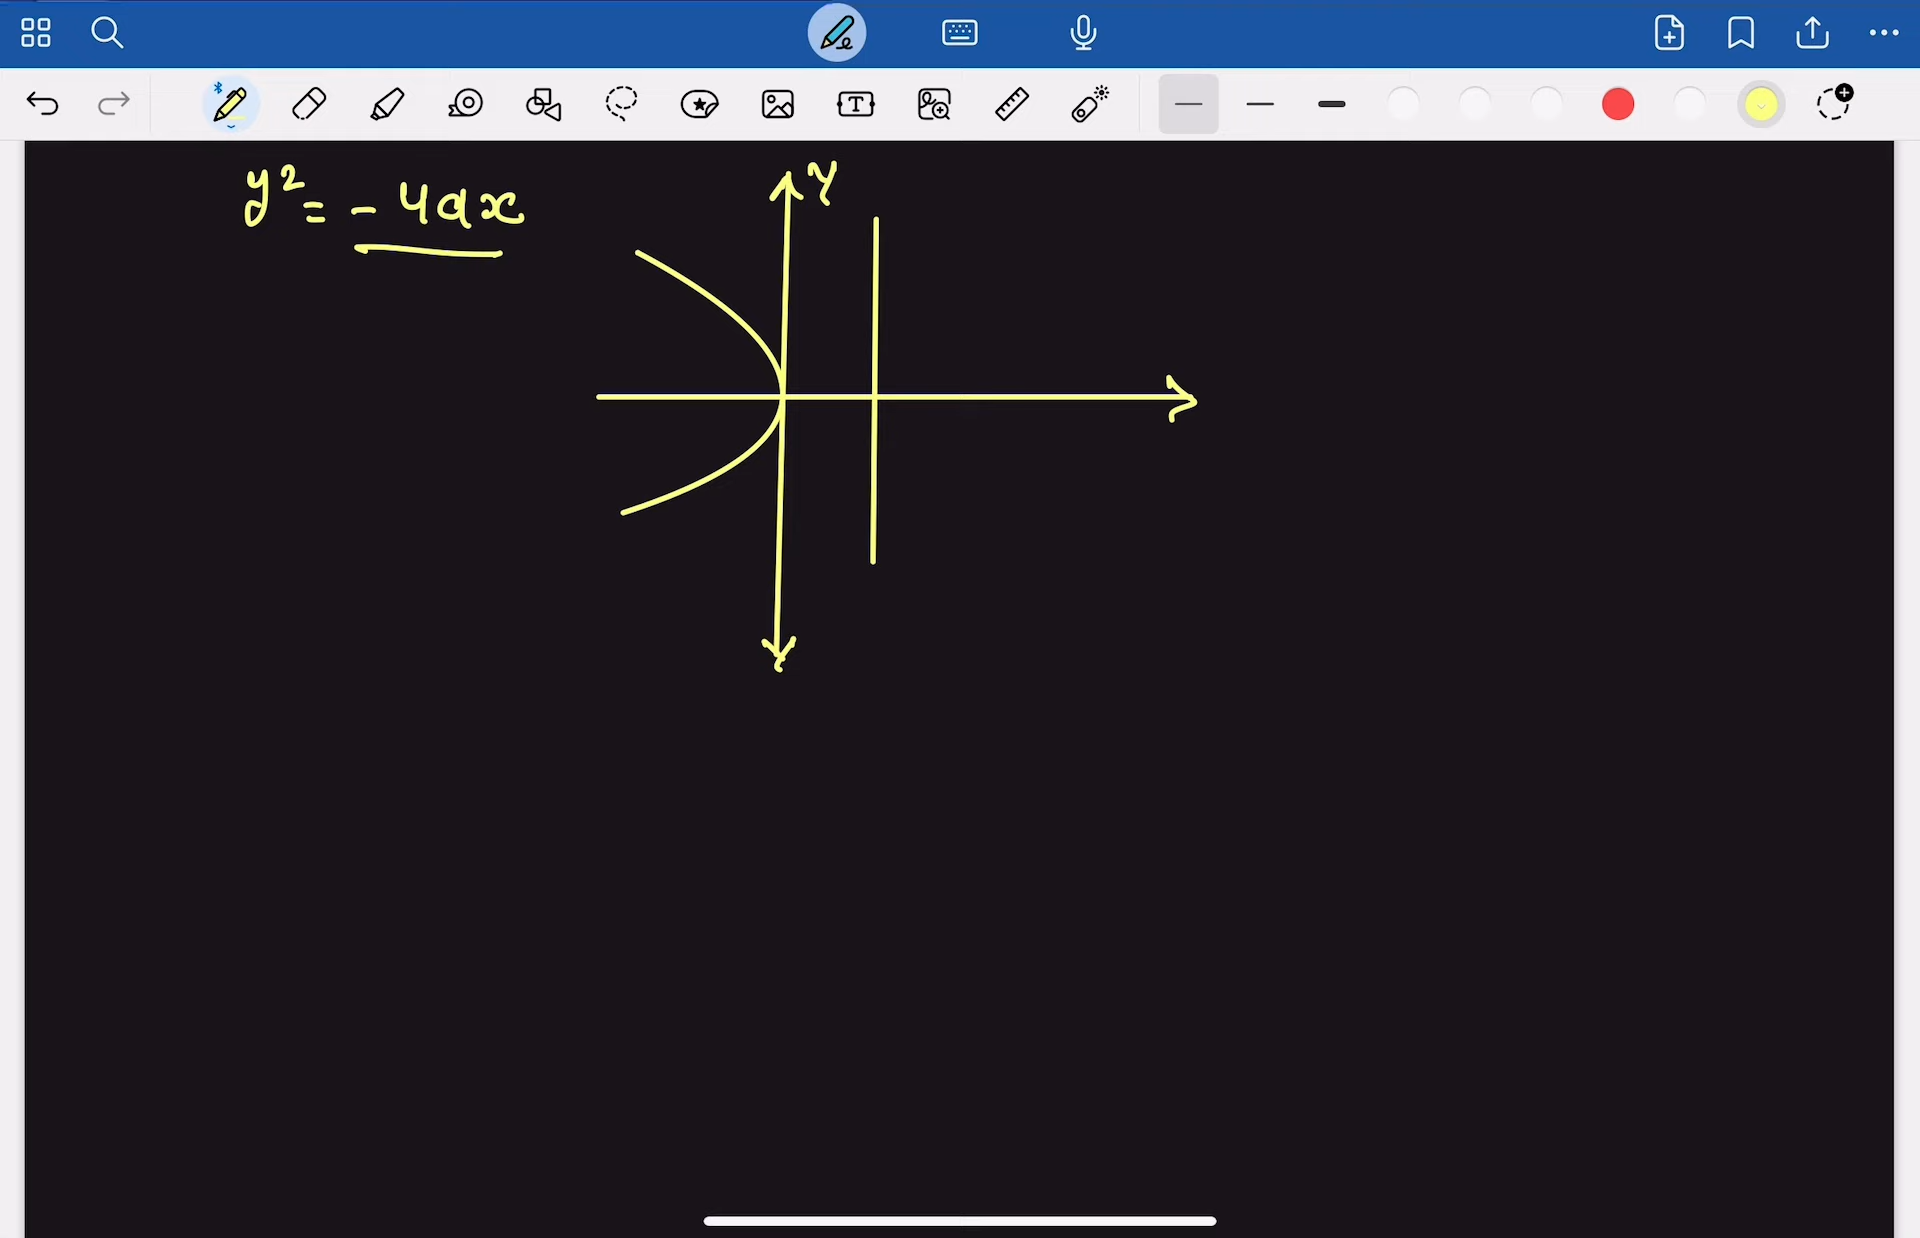 y² = - 4ax
y